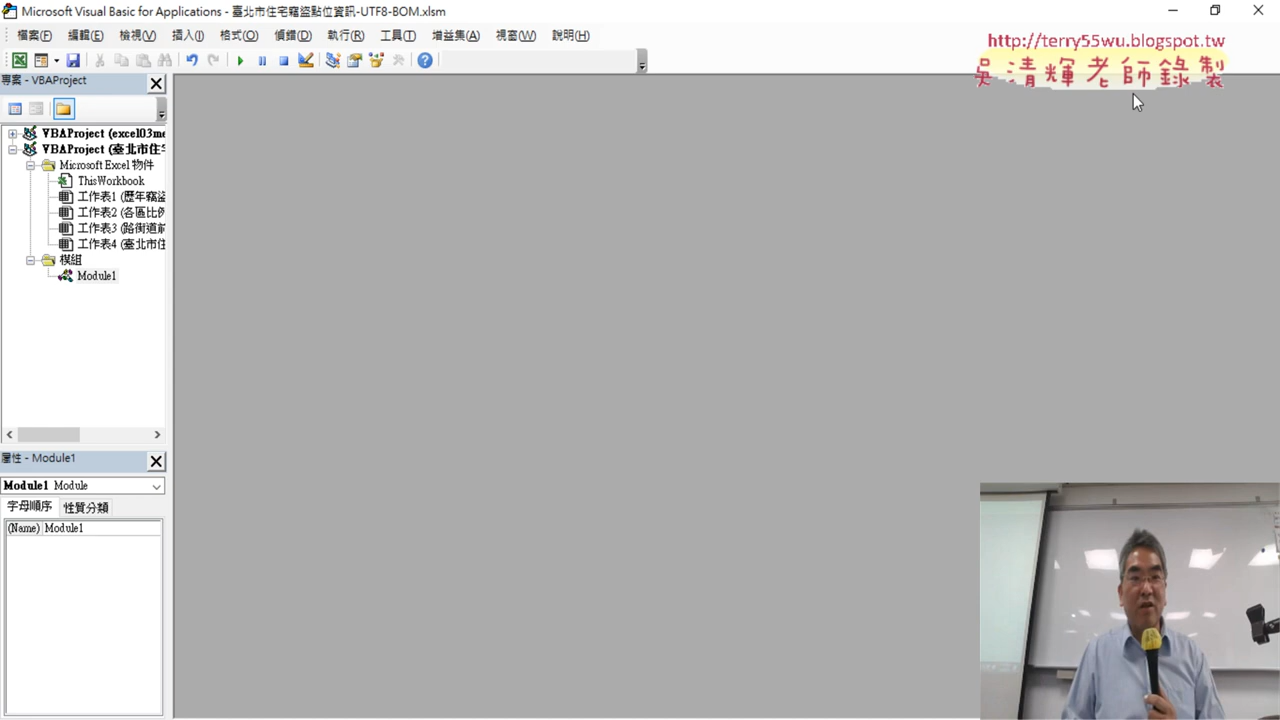 Microsoft Visual Basic for Applications - 臺北市住宅竊盜點位資訊-UTF8-BOM.xlsm
檔案(F) 編輯(E) 檢視(V) 插入(I) 格式(O) 偵錯(D) 執行(R) 工具(T) 增益集(A) 視窗(W) 說明(H)
http://terry55wu.blogspot.tw
吳清輝老師錄製
專案 - VBAProject
VBAProject (excel03me
VBAProject (臺北市住宅
Microsoft Excel 物件
ThisWorkbook
工作表1 (歷年竊盜
工作表2 (各區比例
工作表3 (路街道前
工作表4 (臺北市住
模組
Module1
屬性 - Module1
Module1 Module
字母順序 性質分類
(Name) Module1